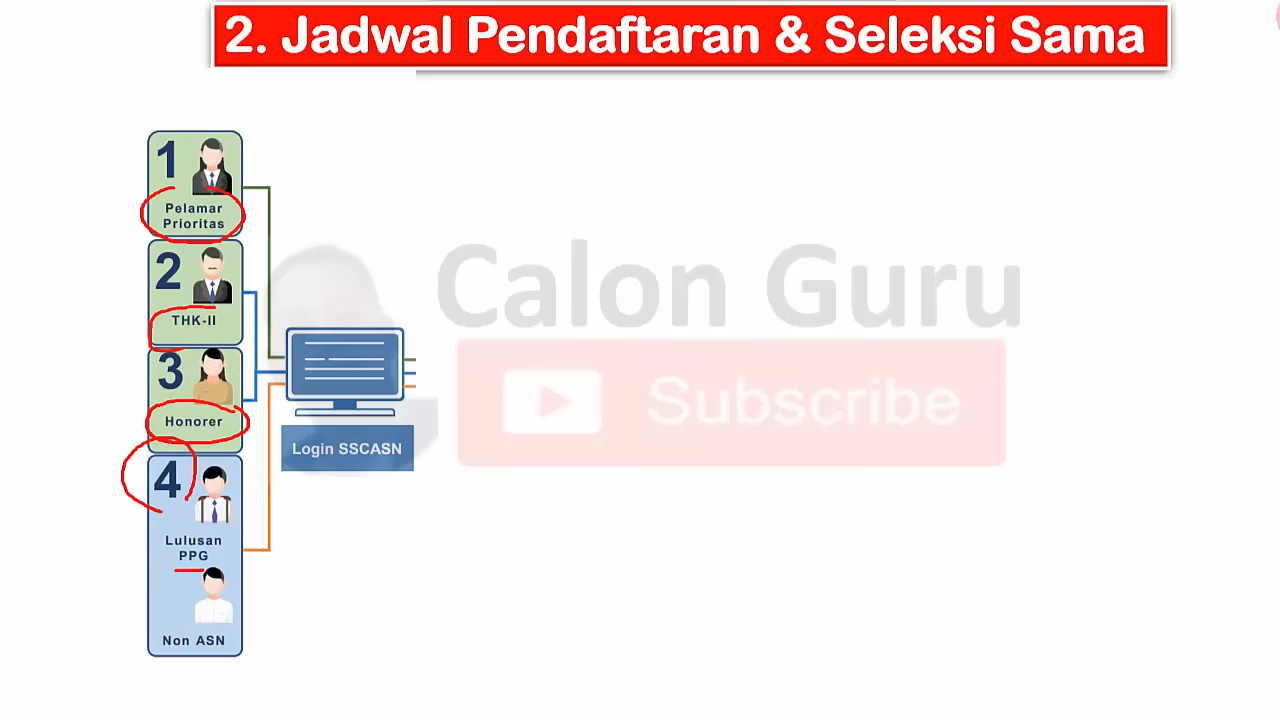 2. Jadwal Pendaftaran & Seleksi Sama
1
Pelamar
Prioritas
2
THK-II
3
Honorer
4
Lulusan
PPG
Non ASN
Login SSCASN
Calon Guru
Subscribe